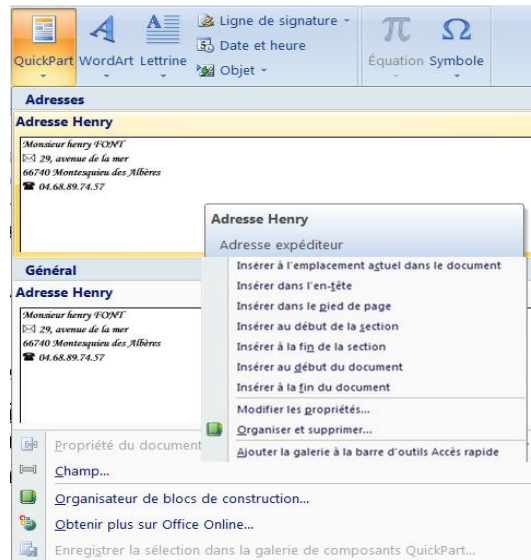 QuickPart WordArt Lettrine
Ligne de signature
Date et heure
Objet
Équation Symbole
Adresses
Adresse Henry
Monsieur henry FONT
29, avenue de la mer
66740 Montesquieu des Albères
04.68.89.74.57
Adresse Henry
Adresse expéditeur
Général
Adresse Henry
Monsieur henry FONT
29, avenue de la mer
66740 Montesquieu des Albères
04.68.89.74.57
Insérer à l'emplacement actuel dans le document
Insérer dans l'en-tête
Insérer dans le pied de page
Insérer au début de la section
Insérer à la fin de la section
Insérer au début du document
Insérer à la fin du document
Modifier les propriétés...
Organiser et supprimer...
Ajouter la galerie à la barre d'outils Accès rapide
Propriété du document
Champ...
Organisateur de blocs de construction...
Obtenir plus sur Office Online...
Enregistrer la sélection dans la galerie de composants QuickPart...